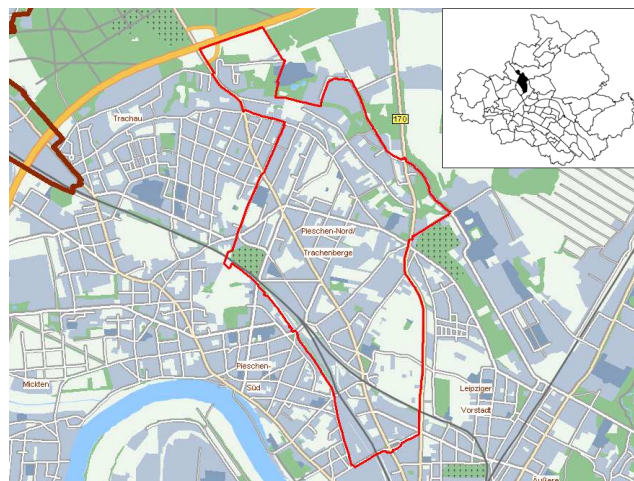 Trachau
170
Pieschen-Nord/
Trachenberge
Pieschen-
Süd
Mickten
Leipziger
Vorstadt
Äußere